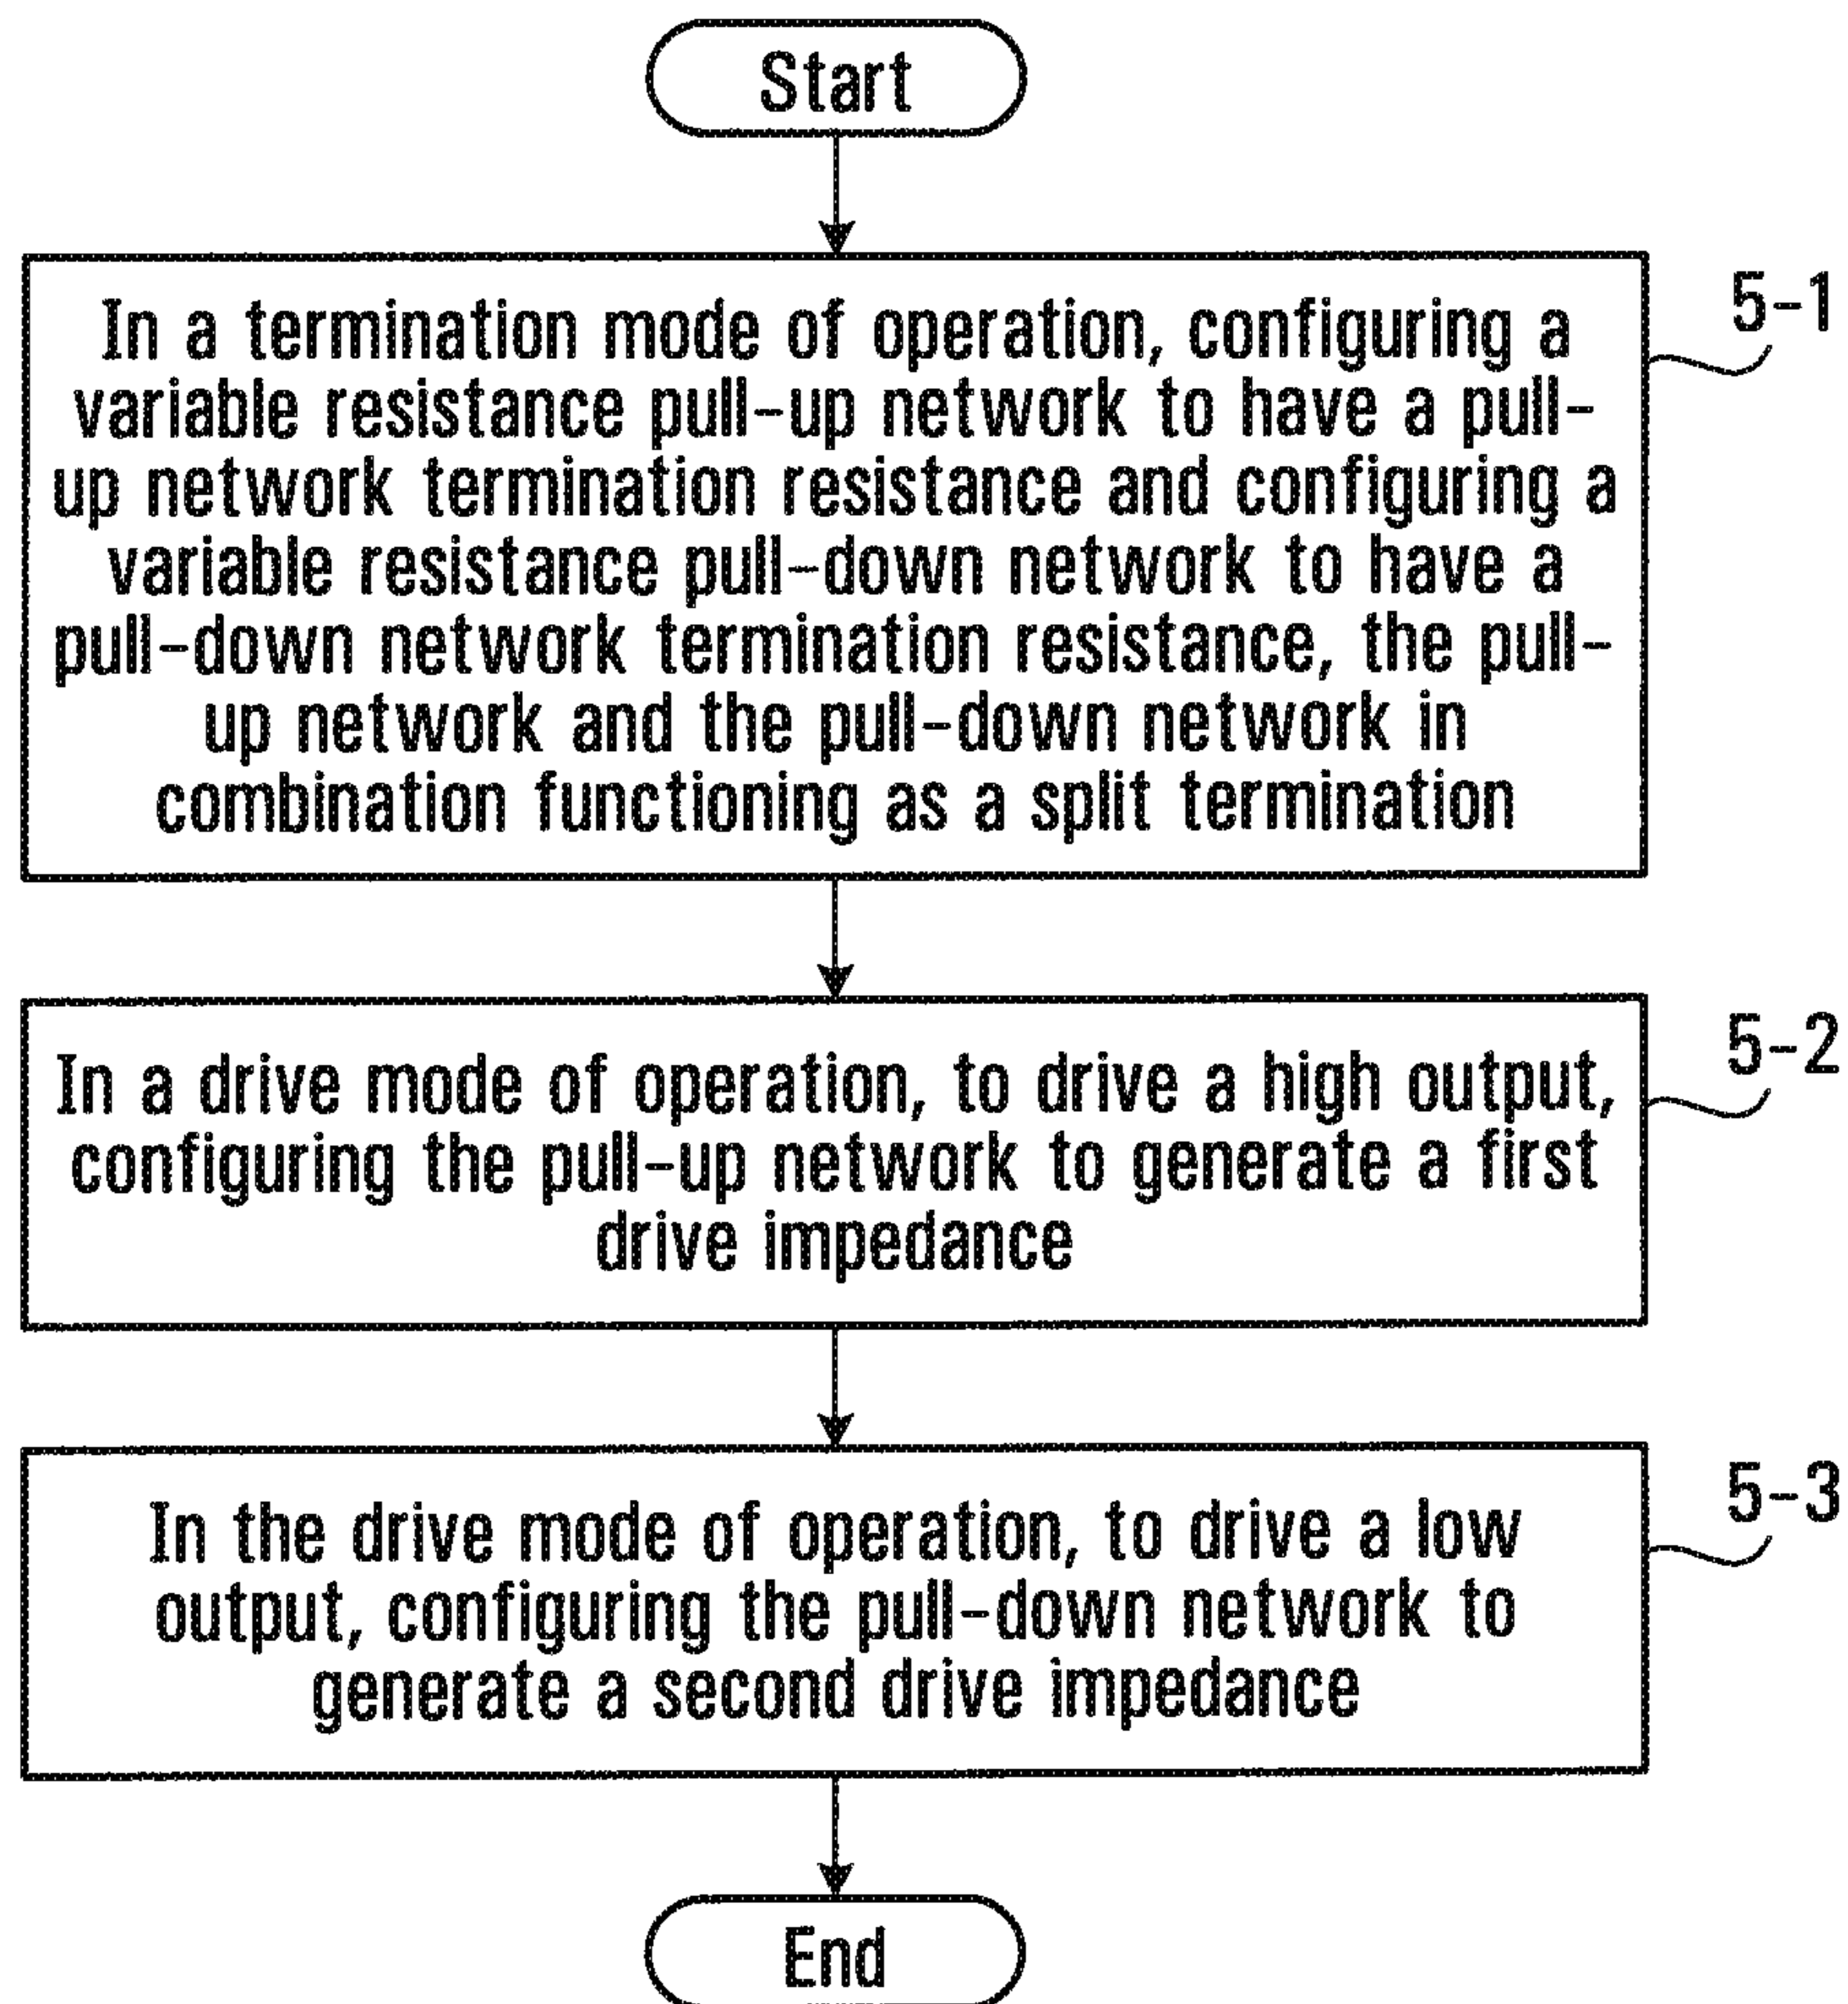 Start
In a termination mode of operation, configuring a
variable resistance pull-up network to have a pull-
up network termination resistance and configuring a
variable resistance pull-down network to have a
pull-down network termination resistance, the pull-
up network and the pull-down network in
combination functioning as a split termination
5-1
In a drive mode of operation, to drive a high output,
configuring the pull-up network to generate a first
drive impedance
5-2
In the drive mode of operation, to drive a low
output, configuring the pull-down network to
generate a second drive impedance
5-3
End